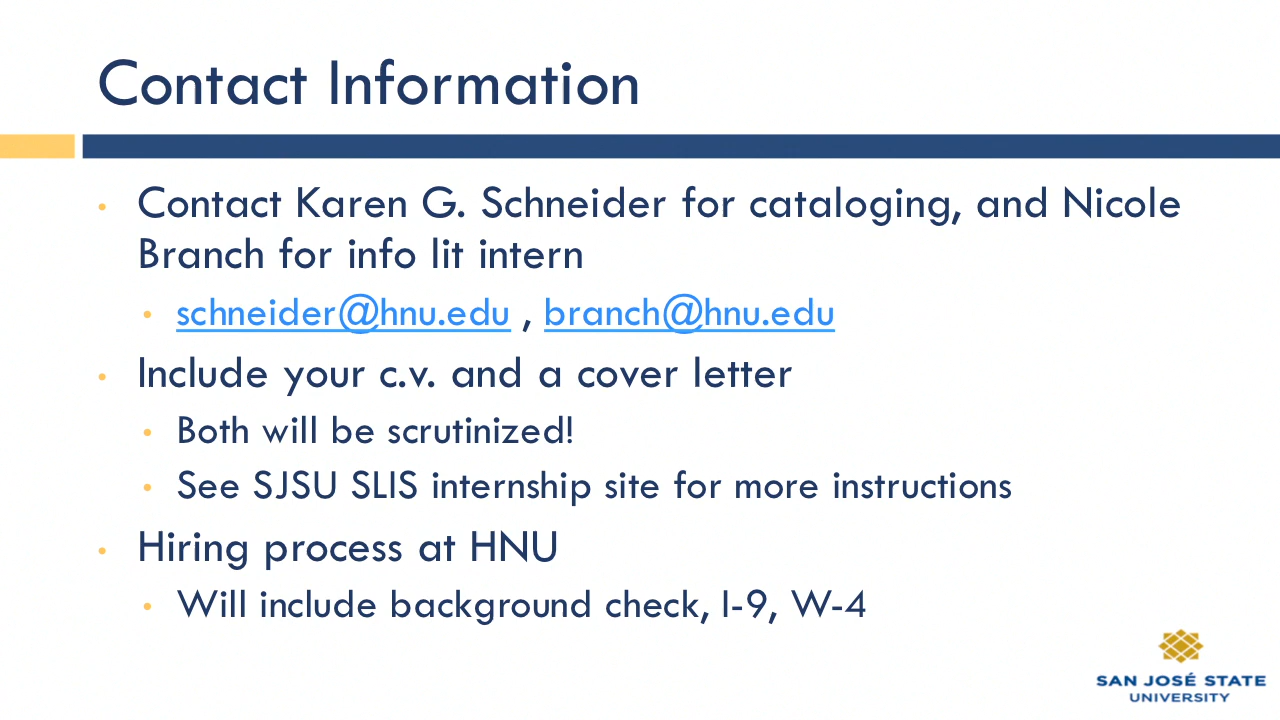 Contact Information
Contact Karen G. Schneider for cataloging, and Nicole
Branch for info lit intern
schneider@hnu.edu , branch@hnu.edu
Include your c.v. and a cover letter
Both will be scrutinized!
See SJSU SLIS internship site for more instructions
Hiring process at HNU
Will include background check, I-9, W-4
SAN JOSÉ STATE
UNIVERSITY